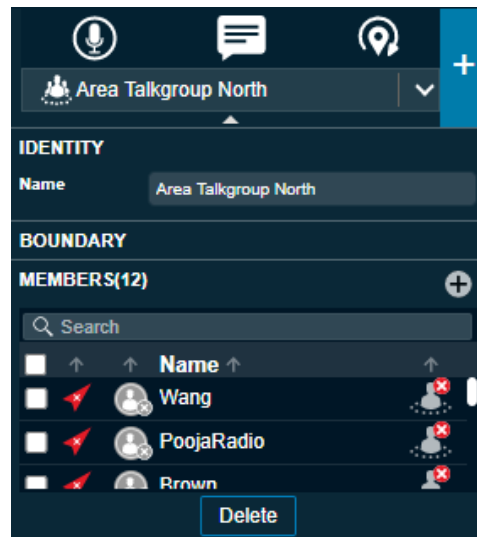 +
Area Talkgroup North
IDENTITY
Name Area Talkgroup North
BOUNDARY
MEMBERS(12)
Search
Name
Wang
PoojaRadio
Brown
Delete